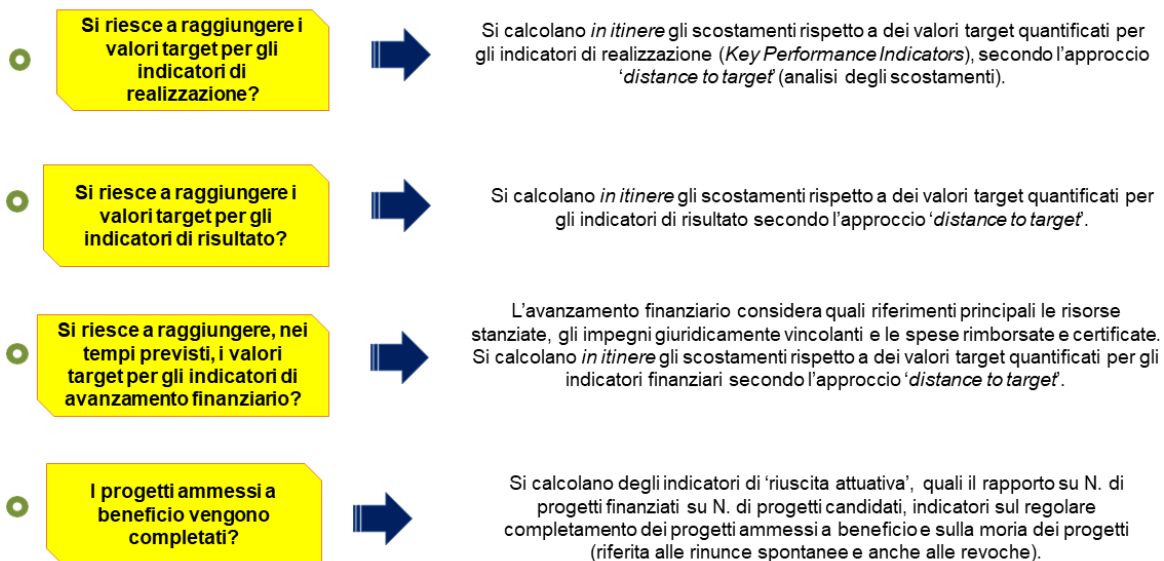 Si riesce a raggiungere i
valori target per gli
indicatori di
realizzazione?
Si calcolano in itinere gli scostamenti rispetto a dei valori target quantificati per
gli indicatori di realizzazione (Key Performance Indicators), secondo l'approccio
'distance to target' (analisi degli scostamenti).
Si riesce a raggiungere i
valori target per gli
indicatori di risultato?
Si calcolano in itinere gli scostamenti rispetto a dei valori target quantificati per
gli indicatori di risultato secondo l'approccio 'distance to target'.
Si riesce a raggiungere, nei
tempi previsti, i valori
target per gli indicatori di
avanzamento finanziario?
L'avanzamento finanziario considera quali riferimenti principali le risorse
stanziate, gli impegni giuridicamente vincolanti e le spese rimborsate e certificate.
Si calcolano in itinere gli scostamenti rispetto a dei valori target quantificati per gli
indicatori finanziari secondo l'approccio 'distance to target'.
I progetti ammessi a
beneficio vengono
completati?
Si calcolano degli indicatori di 'riuscita attuativa', quali il rapporto su N. di
progetti finanziati su N. di progetti candidati, indicatori sul regolare
completamento dei progetti ammessi a beneficio e sulla moria dei progetti
(riferita alle rinunce spontanee e anche alle revoche).